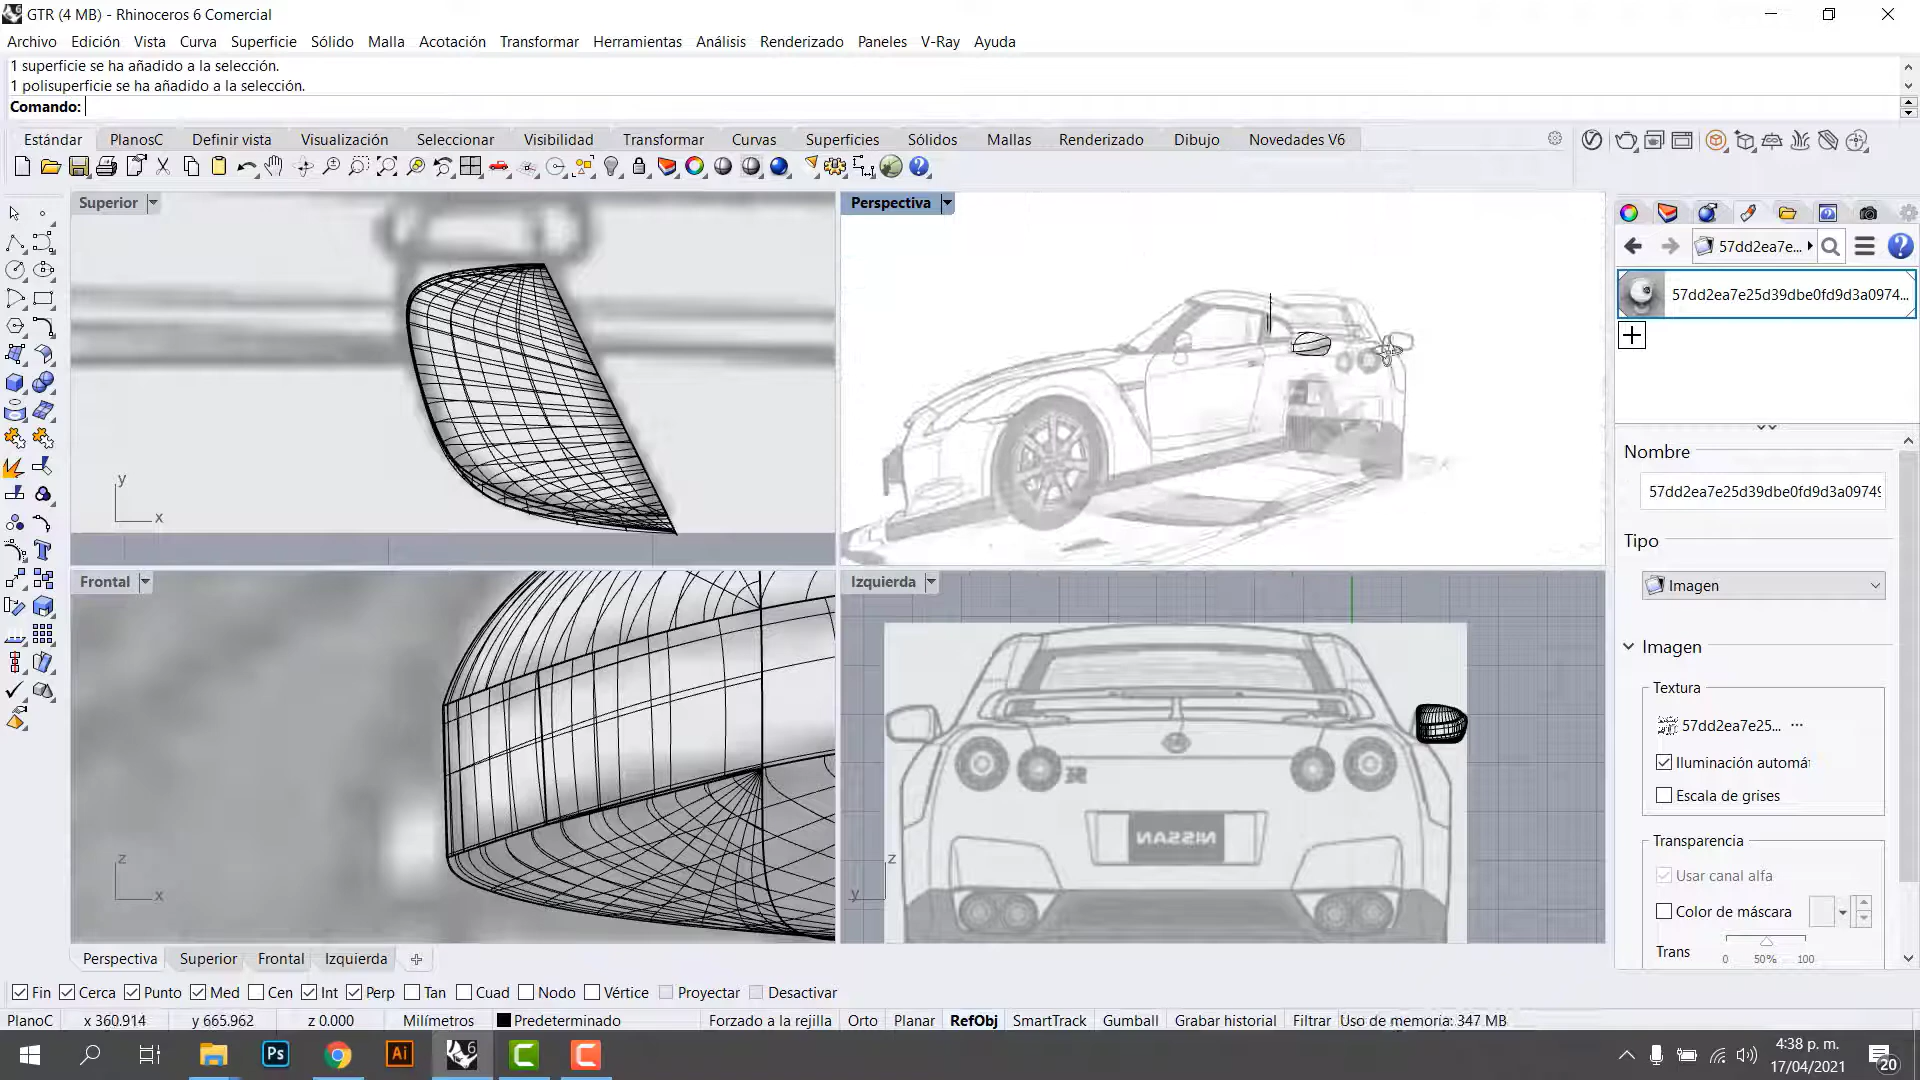 GTR (4 MB) - Rhinoceros 6 Comercial
Archivo Edición Vista Curva Superficie Sólido Malla Acotación Transformar Herramientas Análisis Renderizado Paneles V-Ray Ayuda
1 superficie se ha añadido a la selección.
1 polisuperficie se ha añadido a la selección.
Comando:
Estándar PlanosC Definir vista Visualización Seleccionar Visibilidad Transformar Curvas Superficies Sólidos Mallas Renderizado Dibujo Novedades V6
Superior
Perspectiva
57dd2ea7e...
57dd2ea7e25d39dbe0fd9d3a0974...
y
x
Nombre
57dd2ea7e25d39dbe0fd9d3a09749
Tipo
Imagen
Frontal
Izquierda
Imagen
Textura
57dd2ea7e25... ...
Iluminación automát
Escala de grises
NISSAN
Transparencia
Usar canal alfa
Color de máscara
z
x
z
y
Trans
0 50% 100
Perspectiva Superior Frontal Izquierda
Fin Cerca Punto Med Cen Int Perp Tan Cuad Nodo Vértice Proyectar Desactivar
PlanoC x 360.914 y 665.962 z 0.000 Milímetros Predeterminado Forzado a la rejilla Orto Planar RefObj SmartTrack Gumball Grabar historial Filtrar Uso de memoria: 347 MB
Ps
Ai
6
C
C
4:38 p. m.
17/04/2021
20